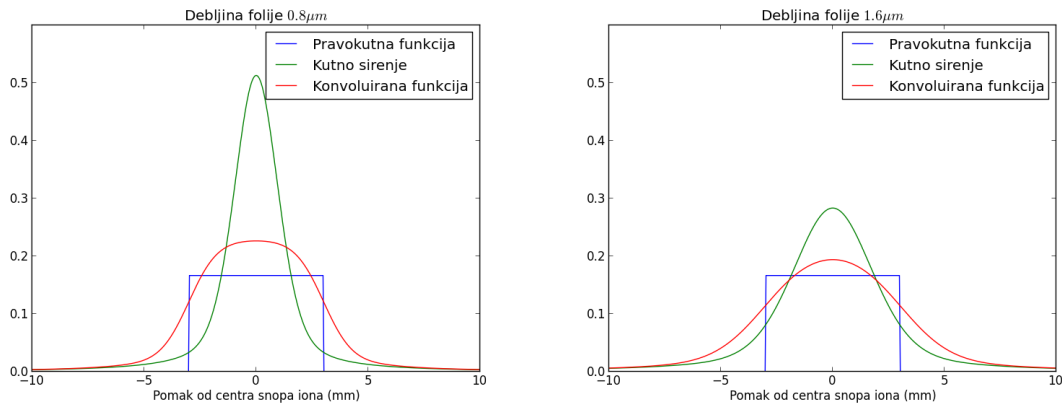 Debljina folije 0.8μm
Pravokutna funkcija
Kutno sirenje
Konvoluirana funkcija
0.5
0.4
0.3
0.2
0.1
0.0
−10
−5
0
5
10
Pomak od centra snopa iona (mm)
Debljina folije 1.6μm
Pravokutna funkcija
Kutno sirenje
Konvoluirana funkcija
0.5
0.4
0.3
0.2
0.1
0.0
−10
−5
0
5
10
Pomak od centra snopa iona (mm)